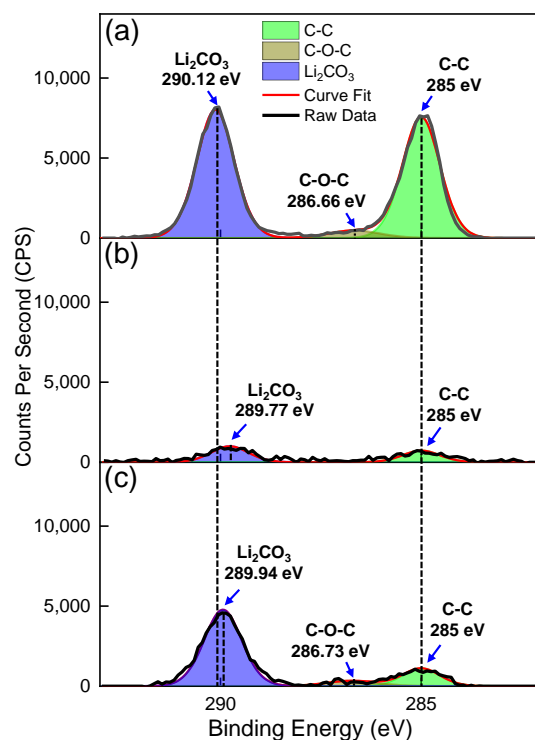 (a)
C-C
C-O-C
Li₂CO₃
Curve Fit
Raw Data
Li₂CO₃
290.12 eV
C-C
285 eV
C-O-C
286.66 eV
10,000
5,000
0
(b)
Li₂CO₃
289.77 eV
C-C
285 eV
10,000
5,000
0
(c)
Li₂CO₃
289.94 eV
C-O-C
286.73 eV
C-C
285 eV
10,000
5,000
0
290
285
Counts Per Second (CPS)
Binding Energy (eV)